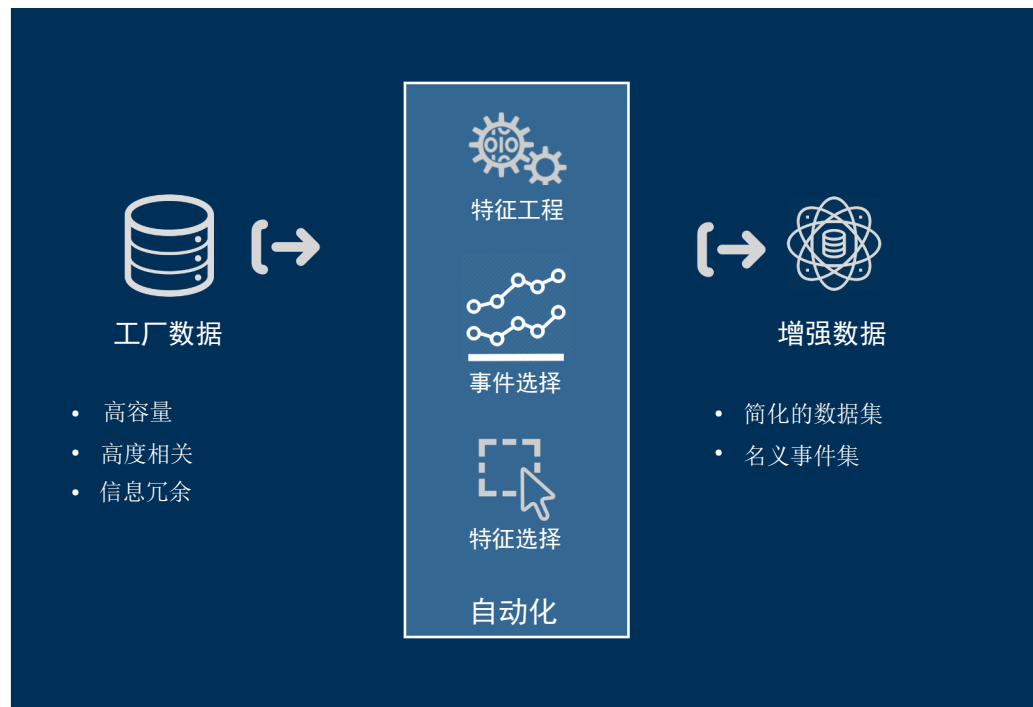 工厂数据
• 高容量
• 高度相关
• 信息冗余
特征工程
事件选择
特征选择
自动化
增强数据
• 简化的数据集
• 名义事件集